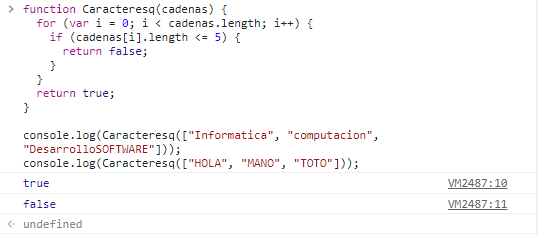 > function Caracteresq(cadenas) {
for (var i = 0; i < cadenas.length; i++) {
if (cadenas[i].length <= 5) {
return false;
}
}
return true;
}
console.log(Caracteresq(["Informatica", "computacion",
"DesarrolloSOFTWARE"]));
console.log(Caracteresq(["HOLA", "MANO", "TOTO"]));
true VM2487:10
false VM2487:11
<· undefined